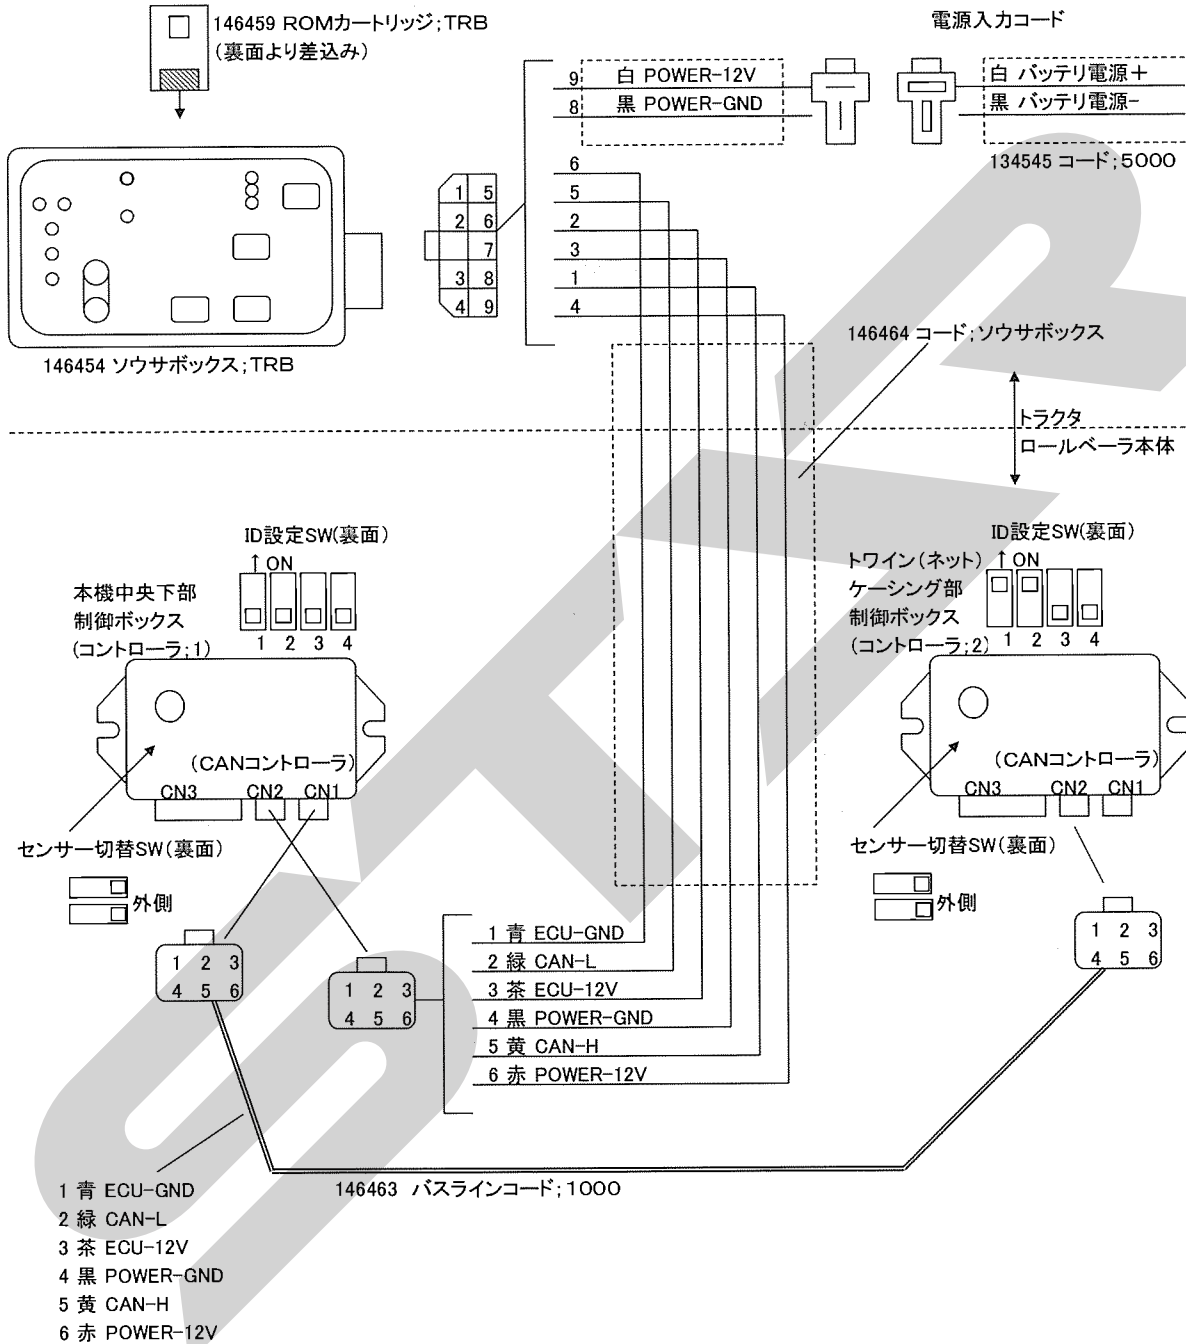 146459 ROMカートリッジ;TRB
(裏面より差込み)
電源入力コード
9 白 POWER-12V
8 黒 POWER-GND
白 バッテリ電源+
黒 バッテリ電源-
134545 コード;5000
6
5
2
3
1
4
1 5
2 6
7
3 8
4 9
146454 ソウサボックス;TRB
146464 コード;ソウサボックス
トラクタ
ロールベーラ本体
ID設定SW(裏面)
↑ ON
本機中央下部
制御ボックス
(コントローラ;1)
1 2 3 4
(CANコントローラ)
CN3 CN2 CN1
センサー切替SW(裏面)
外側
ID設定SW(裏面)
↑ ON
トワイン(ネット)
ケーシング部
制御ボックス
(コントローラ;2)
1 2 3 4
(CANコントローラ)
CN3 CN2 CN1
センサー切替SW(裏面)
外側
1 2 3
4 5 6
1 2 3
4 5 6
1 青 ECU-GND
2 緑 CAN-L
3 茶 ECU-12V
4 黒 POWER-GND
5 黄 CAN-H
6 赤 POWER-12V
1 2 3
4 5 6
146463 バスラインコード;1000
1 青 ECU-GND
2 緑 CAN-L
3 茶 ECU-12V
4 黒 POWER-GND
5 黄 CAN-H
6 赤 POWER-12V
STAR